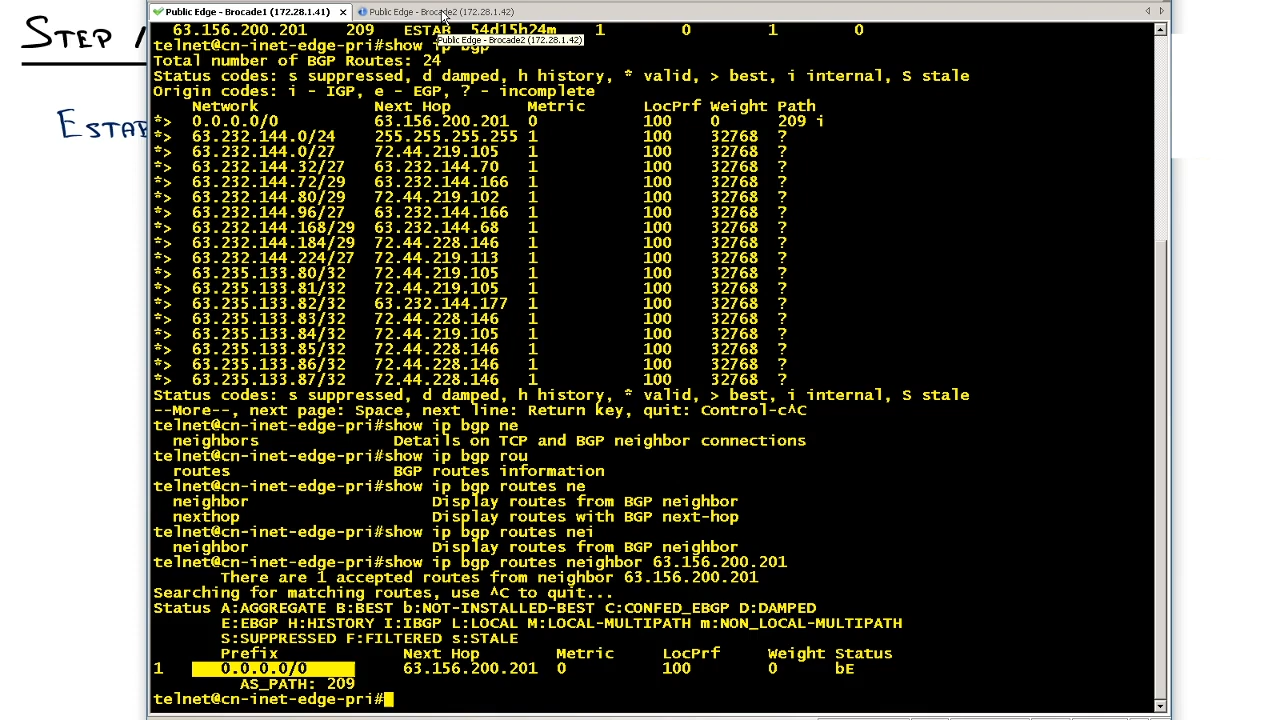 Public Edge - Brocade1 (172.28.1.41) Public Edge - Brocade2 (172.28.1.42)
STEP
ESTAB
63.156.200.201 209 ESTAB 54d15h24m 1 0 1 0
Public Edge - Brocade2 (172.28.1.42)
telnet@cn-inet-edge-pri#show ip bgp
Total number of BGP Routes: 24
Status codes: s suppressed, d damped, h history, * valid, > best, i internal, S stale
Origin codes: i - IGP, e - EGP, ? - incomplete
Network Next Hop Metric LocPrf Weight Path
*> 0.0.0.0/0 63.156.200.201 0 100 0 209 i
*> 63.232.144.0/24 255.255.255.255 1 100 32768 ?
*> 63.232.144.0/27 72.44.219.105 1 100 32768 ?
*> 63.232.144.32/27 63.232.144.70 1 100 32768 ?
*> 63.232.144.72/29 63.232.144.166 1 100 32768 ?
*> 63.232.144.80/29 72.44.219.102 1 100 32768 ?
*> 63.232.144.96/27 63.232.144.166 1 100 32768 ?
*> 63.232.144.168/29 63.232.144.68 1 100 32768 ?
*> 63.232.144.184/29 72.44.228.146 1 100 32768 ?
*> 63.232.144.224/27 72.44.219.113 1 100 32768 ?
*> 63.235.133.80/32 72.44.219.105 1 100 32768 ?
*> 63.235.133.81/32 72.44.219.105 1 100 32768 ?
*> 63.235.133.82/32 63.232.144.177 1 100 32768 ?
*> 63.235.133.83/32 72.44.228.146 1 100 32768 ?
*> 63.235.133.84/32 72.44.219.105 1 100 32768 ?
*> 63.235.133.85/32 72.44.228.146 1 100 32768 ?
*> 63.235.133.86/32 72.44.228.146 1 100 32768 ?
*> 63.235.133.87/32 72.44.228.146 1 100 32768 ?
Status codes: s suppressed, d damped, h history, * valid, > best, i internal, S stale
--More--, next page: Space, next line: Return key, quit: Control-c^C
telnet@cn-inet-edge-pri#show ip bgp ne
neighbors Details on TCP and BGP neighbor connections
telnet@cn-inet-edge-pri#show ip bgp rou
routes BGP routes information
telnet@cn-inet-edge-pri#show ip bgp routes ne
neighbor Display routes from BGP neighbor
nexthop Display routes with BGP next-hop
telnet@cn-inet-edge-pri#show ip bgp routes nei
neighbor Display routes from BGP neighbor
telnet@cn-inet-edge-pri#show ip bgp routes neighbor 63.156.200.201
There are 1 accepted routes from neighbor 63.156.200.201
Searching for matching routes, use ^C to quit...
Status A:AGGREGATE B:BEST b:NOT-INSTALLED-BEST C:CONFED_EBGP D:DAMPED
E:EBGP H:HISTORY I:IBGP L:LOCAL M:LOCAL-MULTIPATH m:NON_LOCAL-MULTIPATH
S:SUPPRESSED F:FILTERED s:STALE
Prefix Next Hop Metric LocPrf Weight Status
1 0.0.0.0/0 63.156.200.201 0 100 0 bE
AS_PATH: 209
telnet@cn-inet-edge-pri#